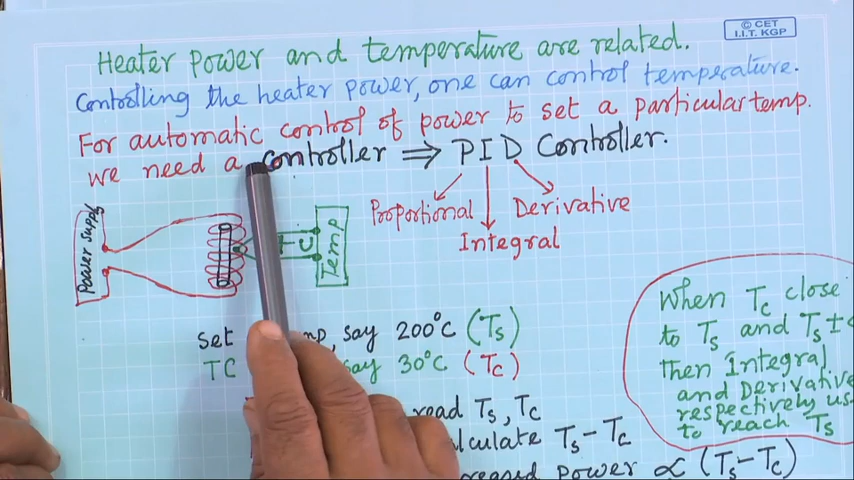 © CET
I.I.T. KGP
Heater power and temperature are related.
Controlling the heater power, one can control temperature.
For automatic control of power to set a particular temp.
we need a controller ⇒ PID Controller.
Proportional
Integral
Derivative
Power Supply
TC
Temp
set say 200°C (Ts)
TC say 30°C (Tc)
read Ts, Tc
Ts-Tc
power ∝ (Ts-Tc)
When Tc close
to Ts and Ts±
then Integral
and Derivative
respectively
to reach Ts